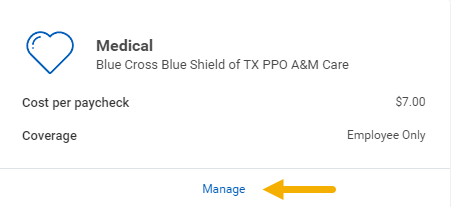 Medical
Blue Cross Blue Shield of TX PPO A&M Care
Cost per paycheck $7.00
Coverage Employee Only
Manage